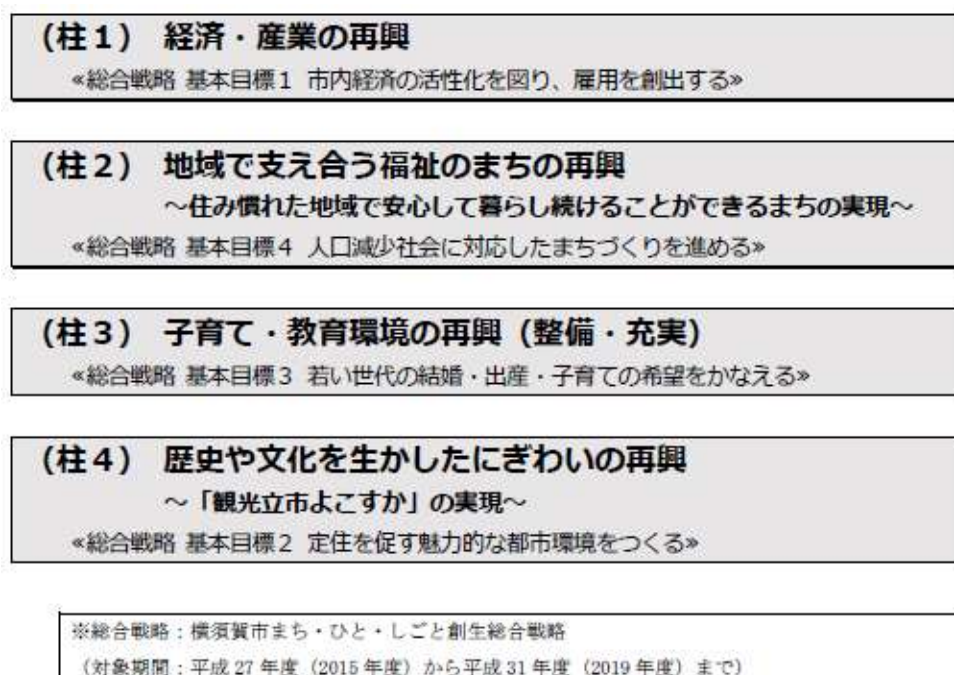 （柱１） 経済・産業の再興
«総合戦略 基本目標１ 市内経済の活性化を図り、雇用を創出する»
（柱２） 地域で支え合う福祉のまちの再興
～住み慣れた地域で安心して暮らし続けることができるまちの実現～
«総合戦略 基本目標４ 人口減少社会に対応したまちづくりを進める»
（柱３） 子育て・教育環境の再興（整備・充実）
«総合戦略 基本目標３ 若い世代の結婚・出産・子育ての希望をかなえる»
（柱４） 歴史や文化を生かしたにぎわいの再興
～「観光立市よこすか」の実現～
«総合戦略 基本目標２ 定住を促す魅力的な都市環境をつくる»
※総合戦略：横須賀市まち・ひと・しごと創生総合戦略
（対象期間：平成 27 年度（2015 年度）から平成 31 年度（2019 年度）まで）